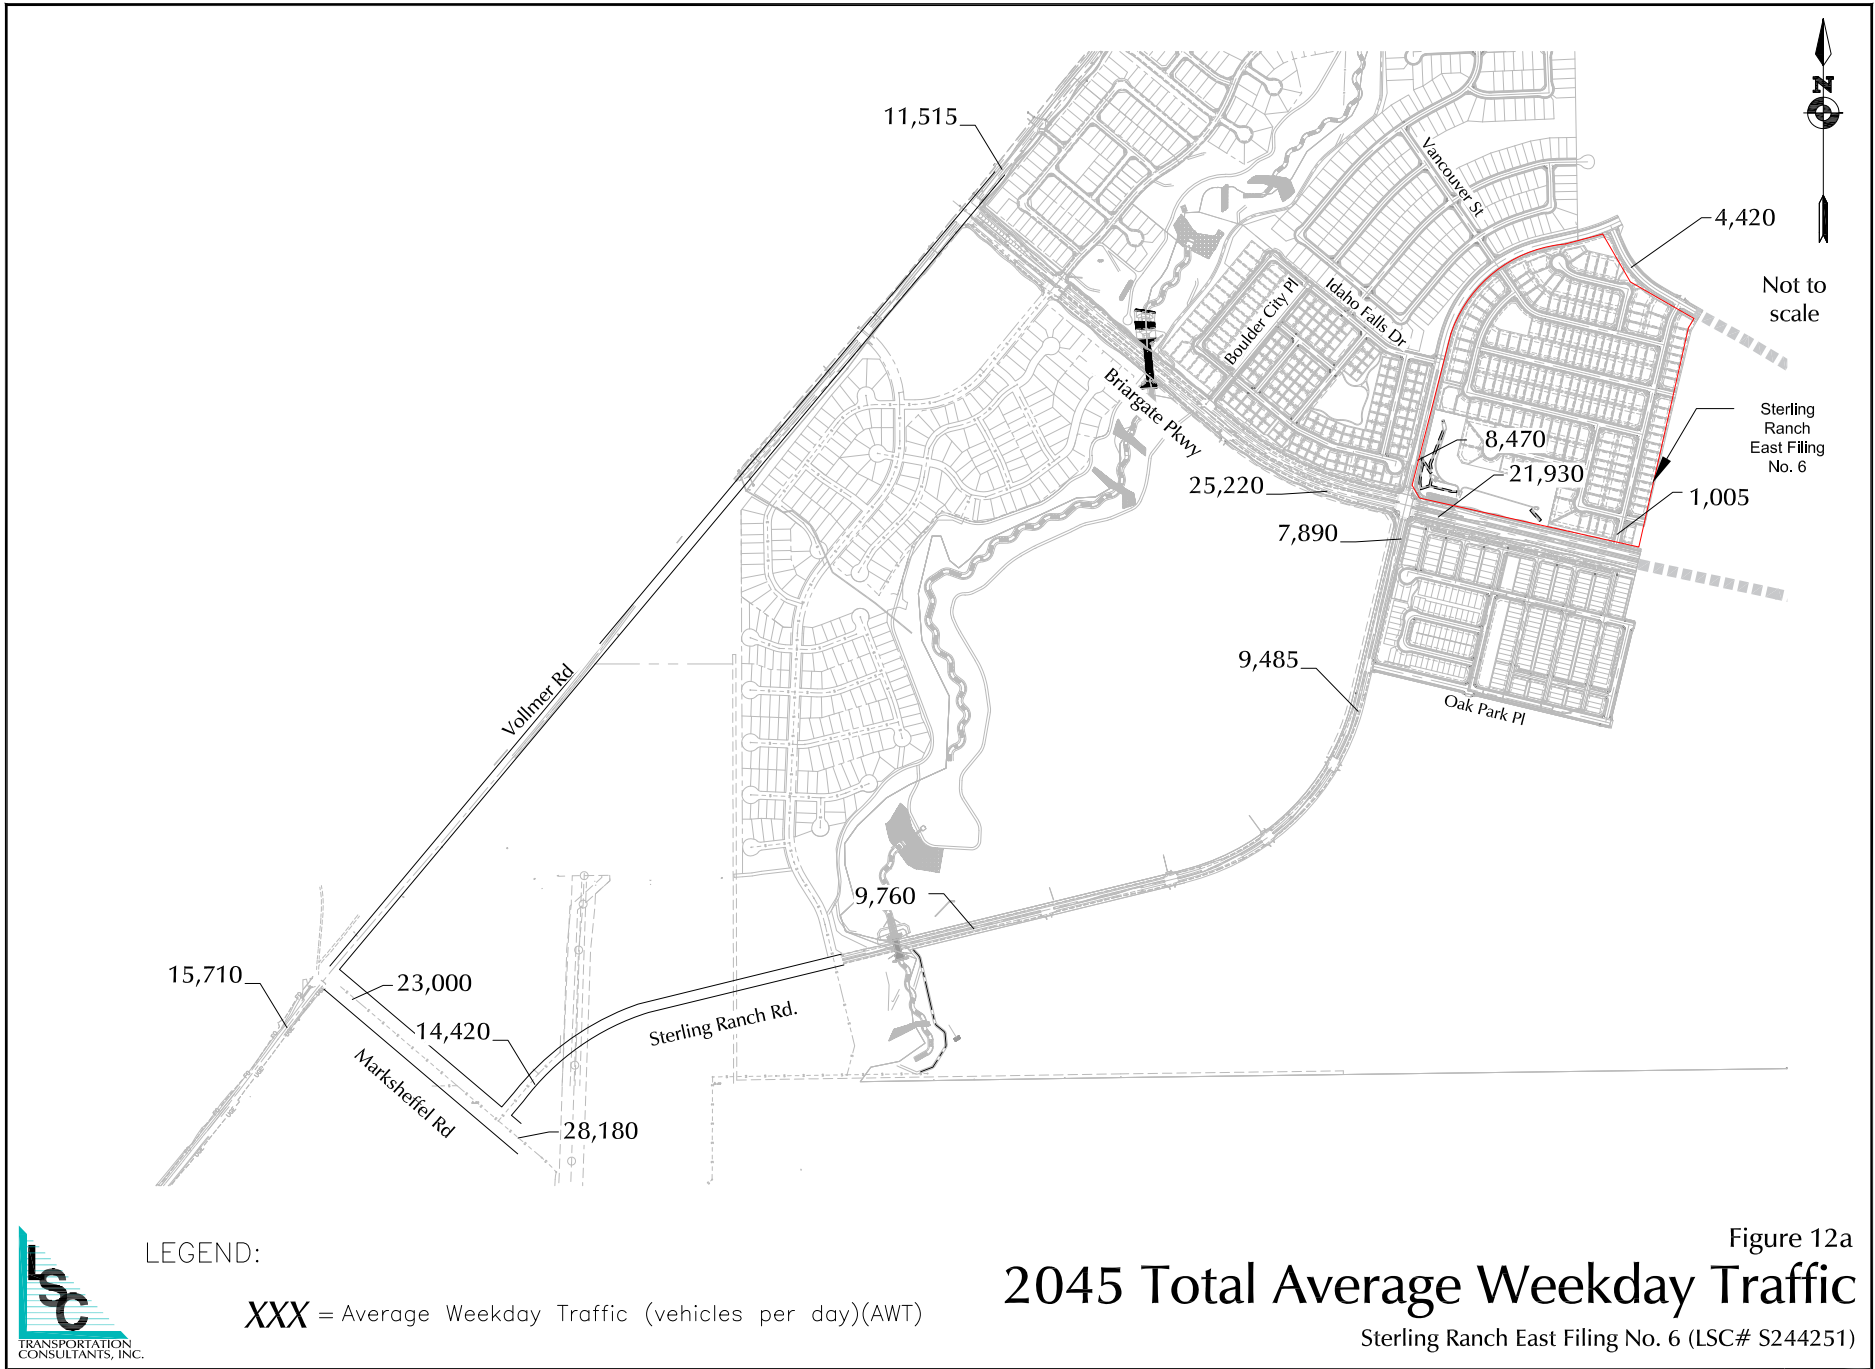 11,515
N
Vancouver St
4,420
Not to
scale
Boulder City Pl
Idaho Falls Dr
Briargate Pkwy
Sterling
Ranch
East Filing
No. 6
8,470
21,930
25,220
1,005
7,890
9,485
Vollmer Rd
Oak Park Pl
9,760
15,710
23,000
14,420
Sterling Ranch Rd.
Marksheffel Rd
28,180
LEGEND:
XXX = Average Weekday Traffic (vehicles per day)(AWT)
LSC
TRANSPORTATION
CONSULTANTS, INC.
Figure 12a
2045 Total Average Weekday Traffic
Sterling Ranch East Filing No. 6 (LSC# S244251)